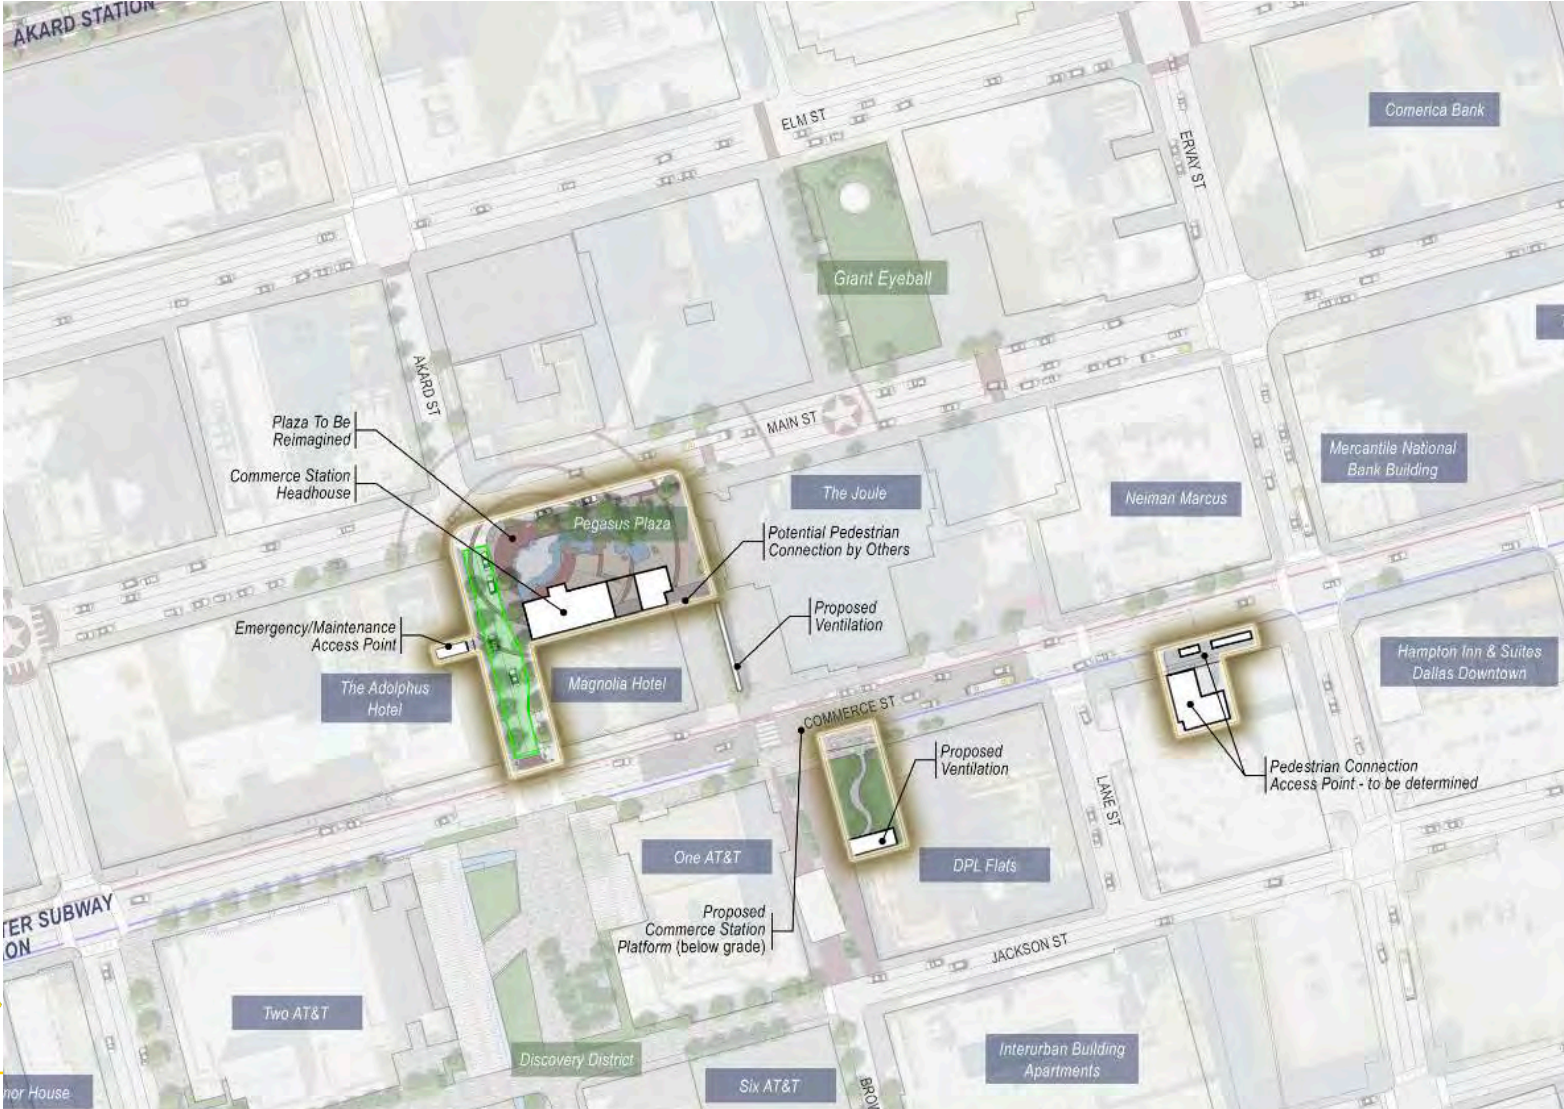 AKARD STATION
ELM ST
Comerica Bank
ERVAY ST
Giant Eyeball
AKARD ST
MAIN ST
Plaza To Be
Reimagined
Commerce Station
Headhouse
Pegasus Plaza
The Joule
Neiman Marcus
Mercantile National
Bank Building
Potential Pedestrian
Connection by Others
Emergency/Maintenance
Access Point
Proposed
Ventilation
The Adolphus
Hotel
Magnolia Hotel
Hampton Inn & Suites
Dallas Downtown
COMMERCE ST
Proposed
Ventilation
Pedestrian Connection
Access Point - to be determined
LANE ST
One AT&T
DPL Flats
TER SUBWAY
ON
Proposed
Commerce Station
Platform (below grade)
JACKSON ST
Two AT&T
Discovery District
Interurban Building
Apartments
Six AT&T
nor House
BROW